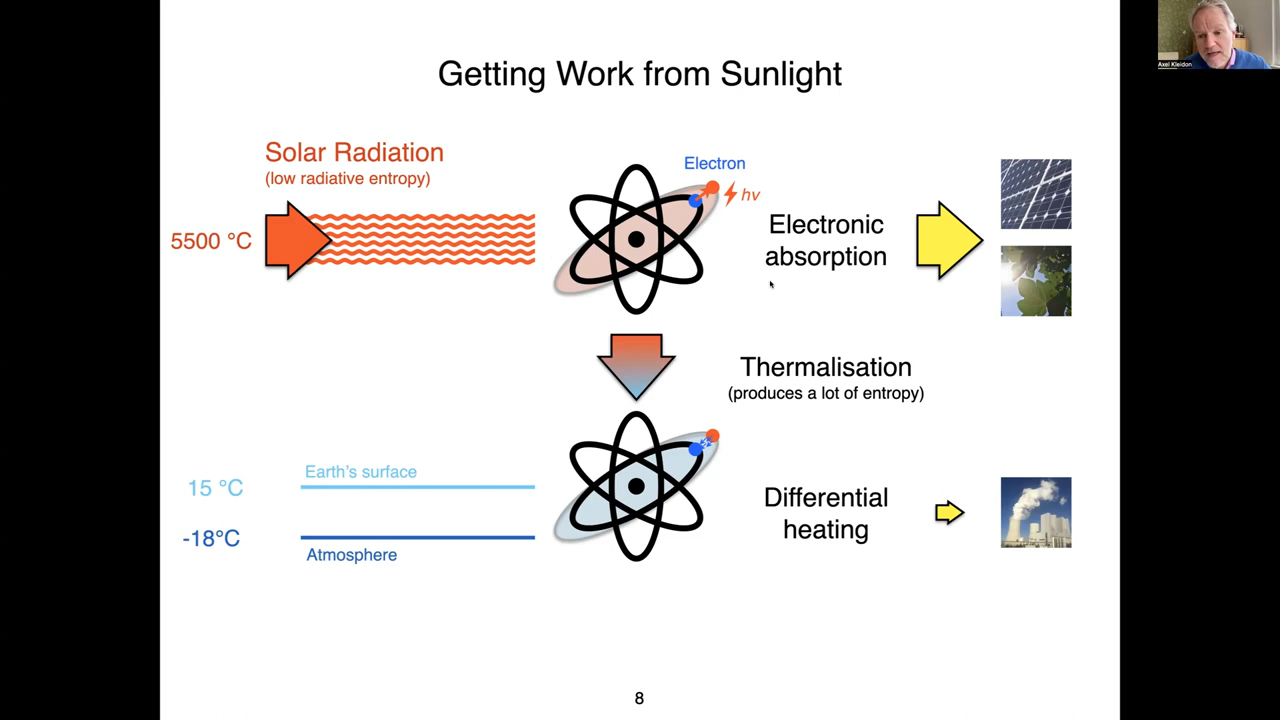 Getting Work from Sunlight
Axel Kleidon
Solar Radiation
(low radiative entropy)
Electron
hν
5500 °C
Electronic
absorption
Thermalisation
(produces a lot of entropy)
Earth's surface
15 °C
-18°C
Atmosphere
Differential
heating
8